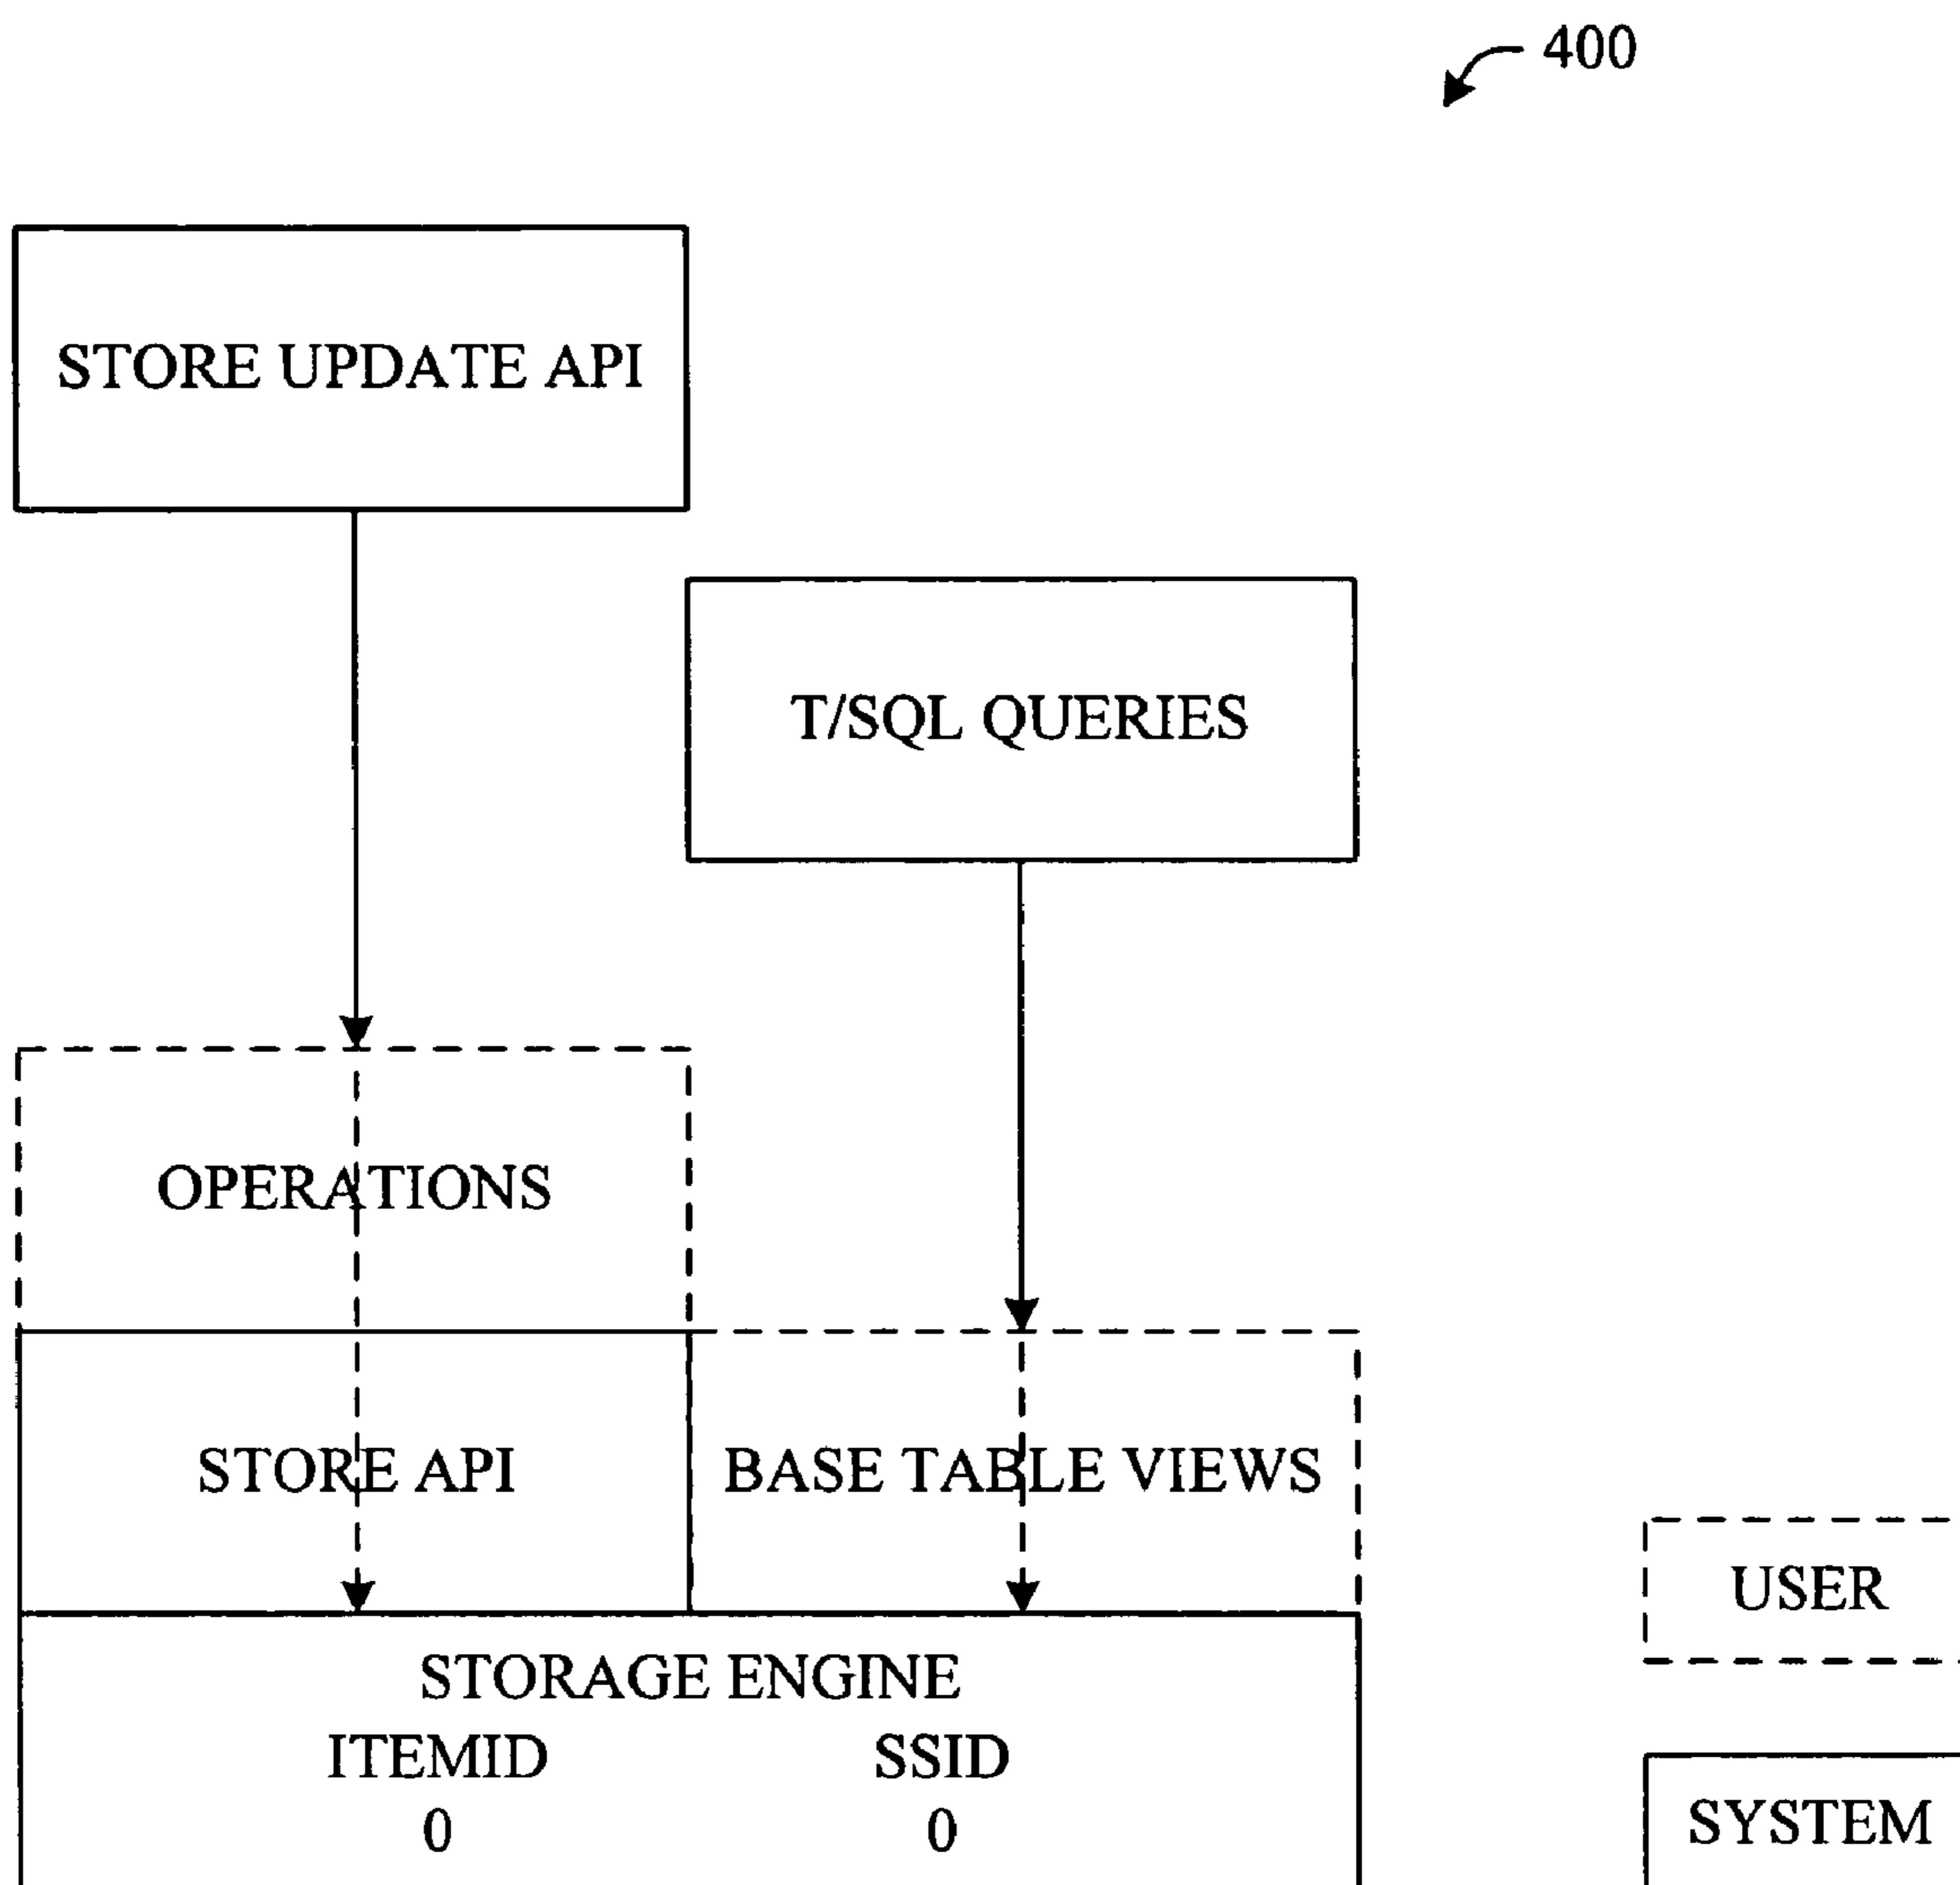 400
STORE UPDATE API
T/SQL QUERIES
OPERATIONS
STORE API
BASE TABLE VIEWS
USER
STORAGE ENGINE
ITEMID SSID
0 0
SYSTEM